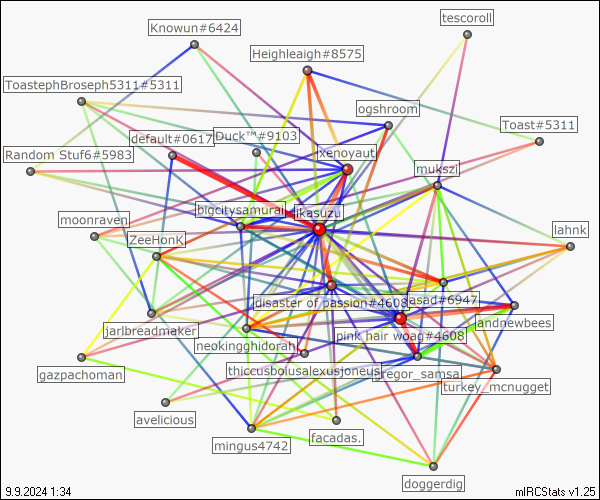 tescoroll
Knowun#6424
Heighleaigh#8575
ToastephBroseph5311#5311
ogshroom
Toast#5311
default#0617
Duck™#9103
xenoyaut
Random Stuf6#5983
mukszi
bigcitysamurai
ikasuzu
moonraven
lahnk
ZeeHonK
disaster of passion#4608
asad#6947
jarlbreadmaker
pink hair woag#4608
jandnewbees
neokingghidorah
thiccusboiusalexusjoneus
gregor_samsa
gazpachoman
turkey_mcnugget
avelicious
facadas.
mingus4742
doggerdig
9.9.2024 1:34
mIRCStats v1.25